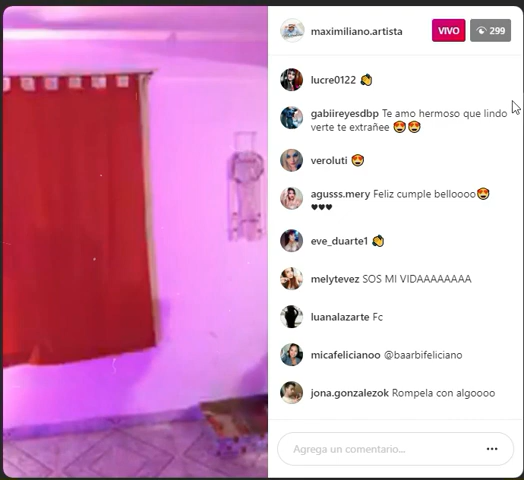 maximiliano.artista VIVO 299
lucre0122 👏
gabiireyesdbp Te amo hermoso que lindo
verte te extrañee 😍😍
veroluti 😍
agusss.mery Feliz cumple belloooo😍
♥♥♥
eve_duarte1 👏
melytevez SOS MI VIDAAAAAAAA
luanalazarte Fc
micafelicianoo @baarbifeliciano
jona.gonzalezok Rompela con algoooo
Agrega un comentario...